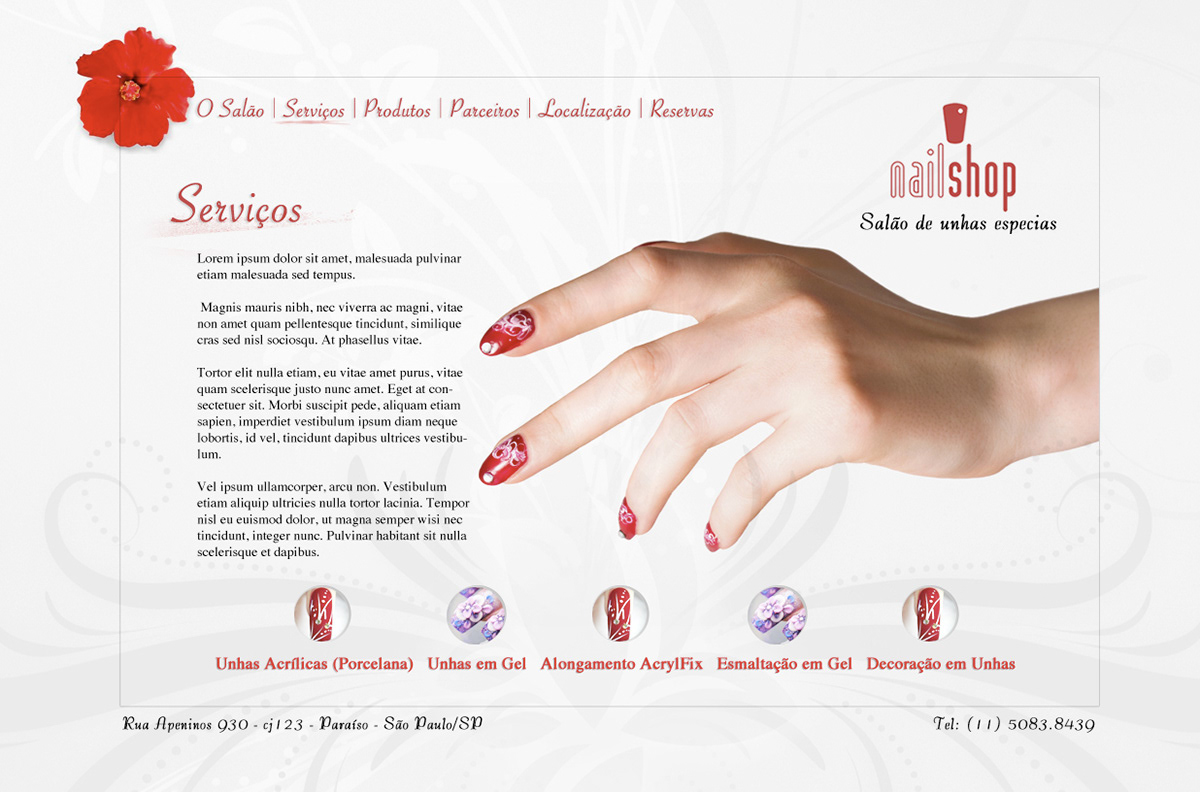 O Salão | Serviços | Produtos | Parceiros | Localização | Reservas
nailshop
Salão de unhas especias
Serviços
Lorem ipsum dolor sit amet, malesuada pulvinar
etiam malesuada sed tempus.
Magnis mauris nibh, nec viverra ac magni, vitae
non amet quam pellentesque tincidunt, similique
cras sed nisl sociosqu. At phasellus vitae.
Tortor elit nulla etiam, eu vitae amet purus, vitae
quam scelerisque justo nunc amet. Eget at con-
sectetuer sit. Morbi suscipit pede, aliquam etiam
sapien, imperdiet vestibulum ipsum diam neque
lobortis, id vel, tincidunt dapibus ultrices vestibu-
lum.
Vel ipsum ullamcorper, arcu non. Vestibulum
etiam aliquip ultricies nulla tortor lacinia. Tempor
nisl eu euismod dolor, ut magna semper wisi nec
tincidunt, integer nunc. Pulvinar habitant sit nulla
scelerisque et dapibus.
Unhas Acrílicas (Porcelana) Unhas em Gel Alongamento AcrylFix Esmaltação em Gel Decoração em Unhas
Rua Apeninos 930 - cj123 - Paraíso - São Paulo/SP
Tel: (11) 5083.8439